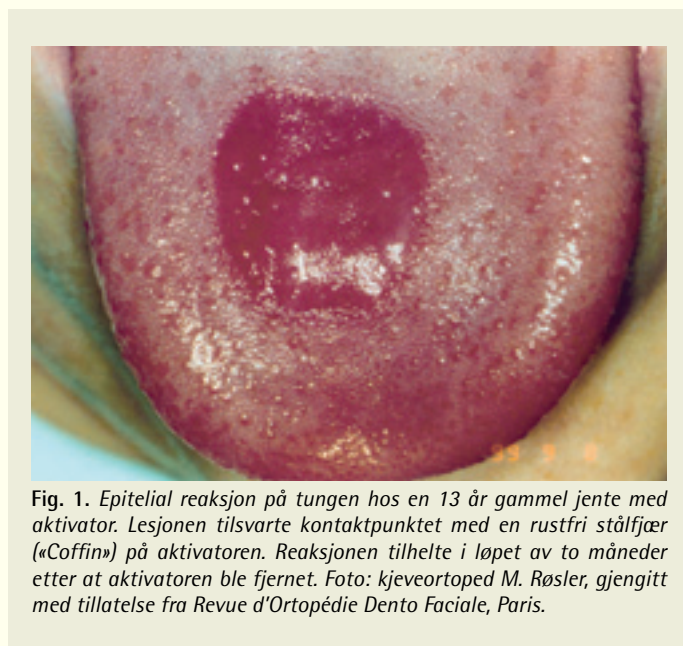 Fig. 1. Epitelial reaksjon på tungen hos en 13 år gammel jente med
aktivator. Lesjonen tilsvarte kontaktpunktet med en rustfri stålfjær
(«Coffin») på aktivatoren. Reaksjonen tilhelte i løpet av to måneder
etter at aktivatoren ble fjernet. Foto: kjeveortoped M. Røsler, gjengitt
med tillatelse fra Revue d'Ortopédie Dento Faciale, Paris.